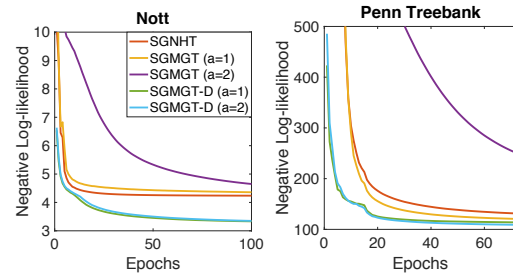 Nott
Negative Log-likelihood
10
9
8
7
6
5
4
3
0
50
100
Epochs
SGNHT
SGMGT (a=1)
SGMGT (a=2)
SGMGT-D (a=1)
SGMGT-D (a=2)
Penn Treebank
Negative Log-likelihood
500
400
300
200
100
0
20
40
60
Epochs